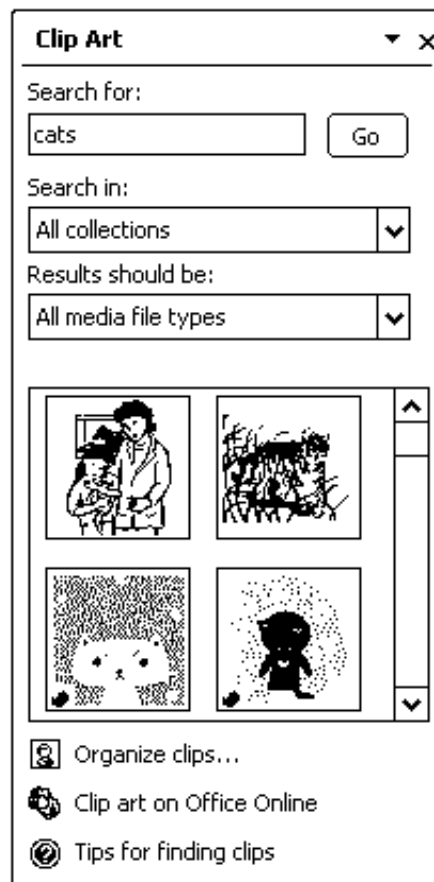 Clip Art
Search for:
cats
Go
Search in:
All collections
Results should be:
All media file types
Organize clips...
Clip art on Office Online
Tips for finding clips